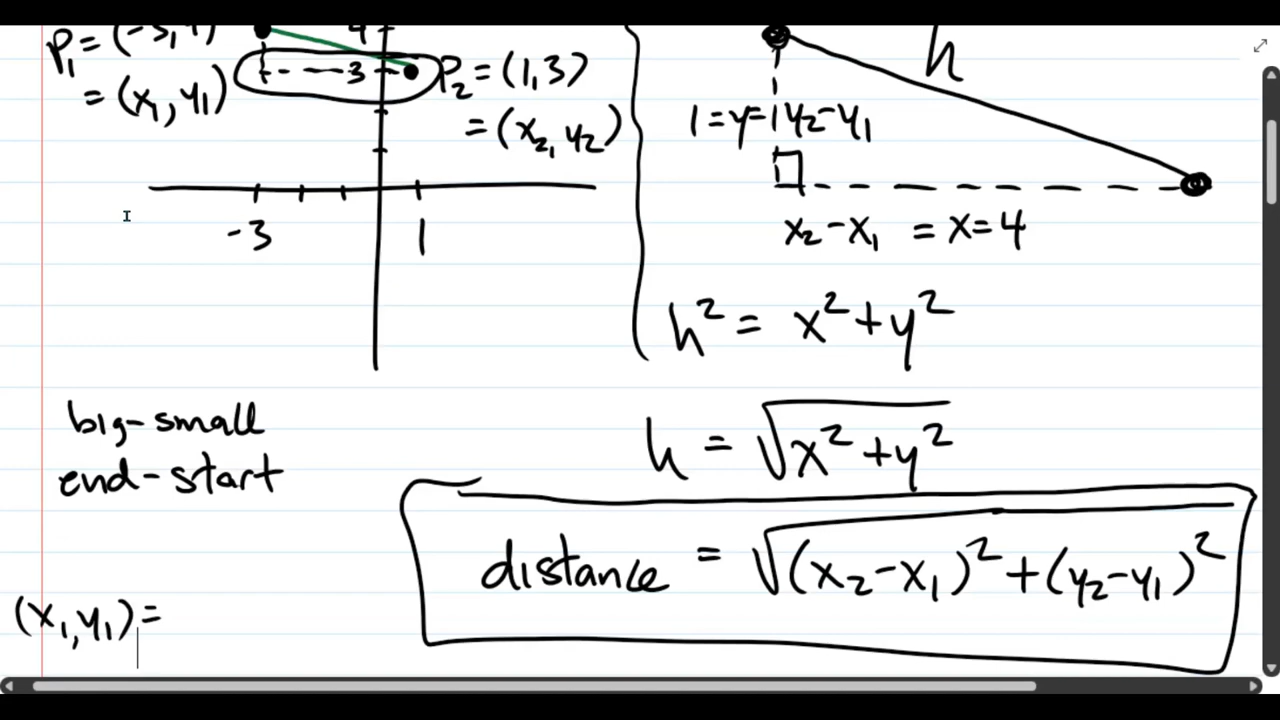 P₁ = (-3, 4)
= (x₁, y₁)
4
3
P₂ = (1, 3)
= (x₂, y₂)
-3
1
h
1 = y = y₂ - y₁
x₂ - x₁ = x = 4
h² = x² + y²
big - small
end - start
h = √x² + y²
distance = √(x₂ - x₁)² + (y₂ - y₁)²
(x₁, y₁) =